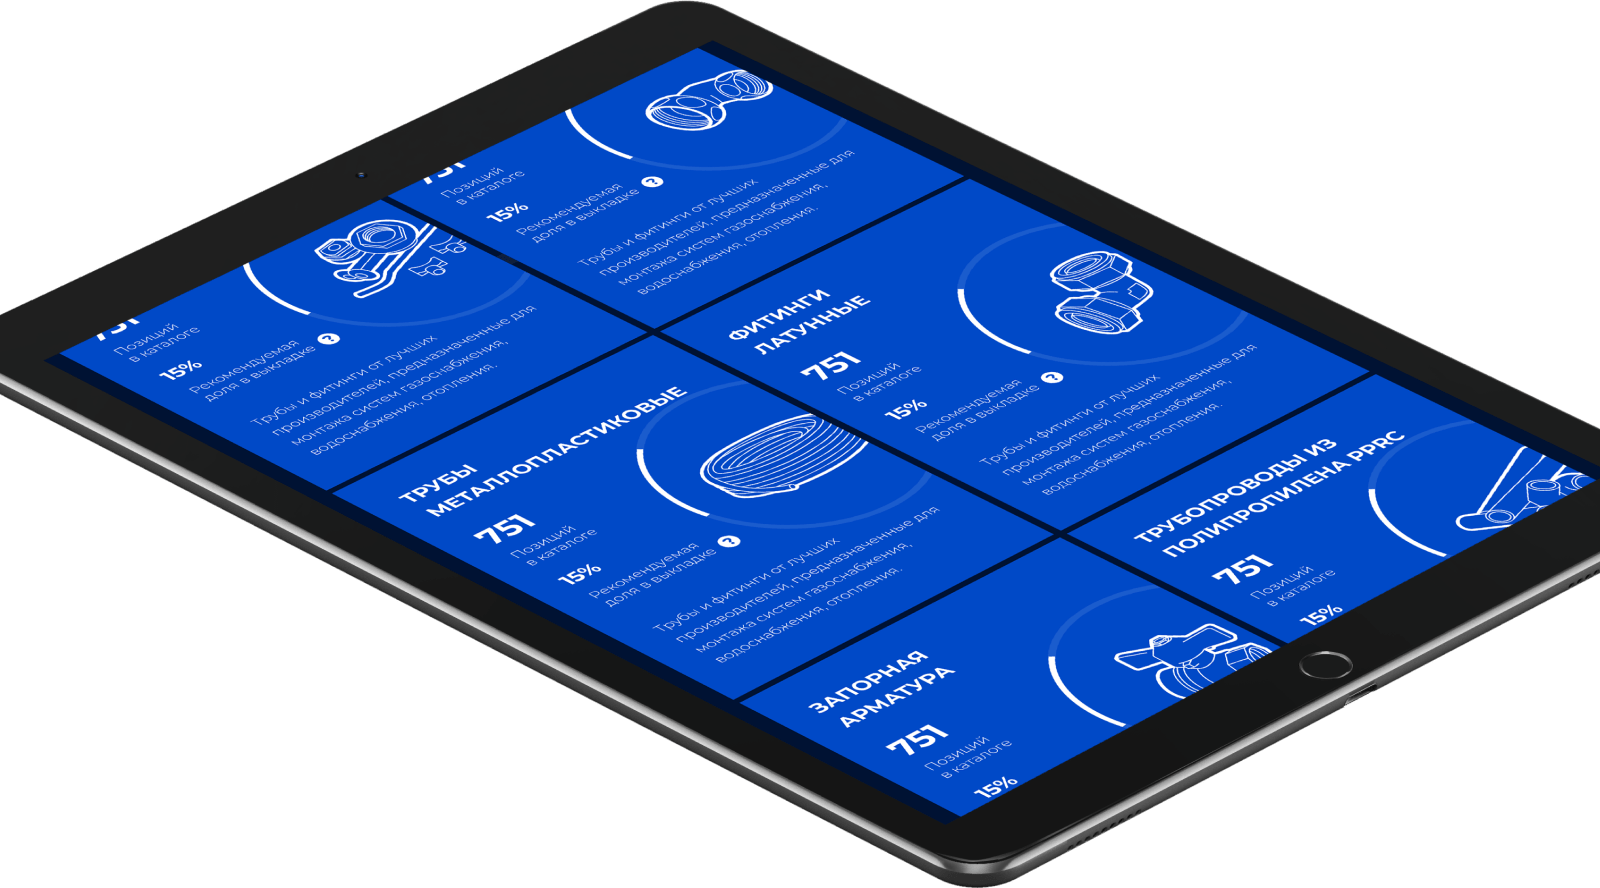 751
Позиций
в каталоге
15%
Рекомендуемая
доля в выкладке
?
Трубы и фитинги от лучших
производителей, предназначенные для
монтажа систем газоснабжения,
водоснабжения, отопления.
751
Позиций
в каталоге
15%
Рекомендуемая
доля в выкладке
?
Трубы и фитинги от лучших
производителей, предназначенные для
монтажа систем газоснабжения,
водоснабжения, отопления.
ФИТИНГИ
ЛАТУННЫЕ
751
Позиций
в каталоге
15%
Рекомендуемая
доля в выкладке
?
Трубы и фитинги от лучших
производителей, предназначенные для
монтажа систем газоснабжения,
водоснабжения, отопления.
ТРУБЫ
МЕТАЛЛОПЛАСТИКОВЫЕ
751
Позиций
в каталоге
15%
Рекомендуемая
доля в выкладке
?
Трубы и фитинги от лучших
производителей, предназначенные для
монтажа систем газоснабжения,
водоснабжения, отопления.
ТРУБОПРОВОДЫ ИЗ
ПОЛИПРОПИЛЕНА PPRC
751
Позиций
в каталоге
15%
ЗАПОРНАЯ
АРМАТУРА
751
Позиций
в каталоге
15%